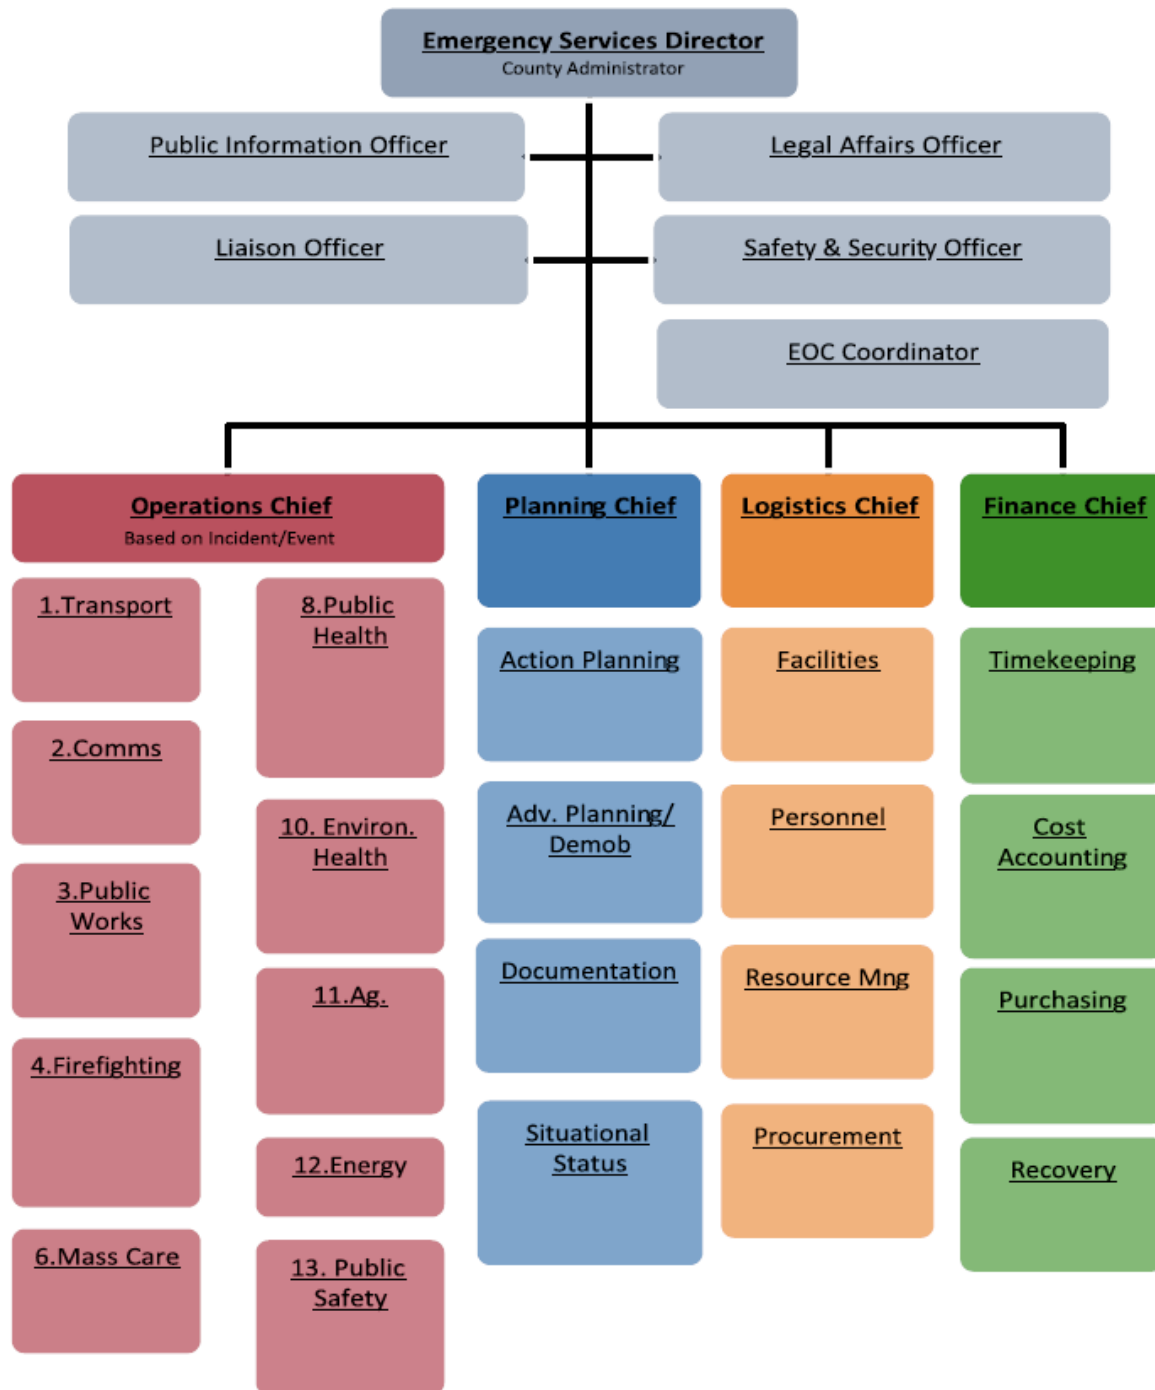 Emergency Services Director
County Administrator
Public Information Officer
Legal Affairs Officer
Liaison Officer
Safety & Security Officer
EOC Coordinator
Operations Chief
Based on Incident/Event
1.Transport
2.Comms
3.Public
Works
4.Firefighting
6.Mass Care
8.Public
Health
10. Environ.
Health
11.Ag.
12.Energy
13. Public
Safety
Planning Chief
Action Planning
Adv. Planning/
Demob
Documentation
Situational
Status
Logistics Chief
Facilities
Personnel
Resource Mng
Procurement
Finance Chief
Timekeeping
Cost
Accounting
Purchasing
Recovery